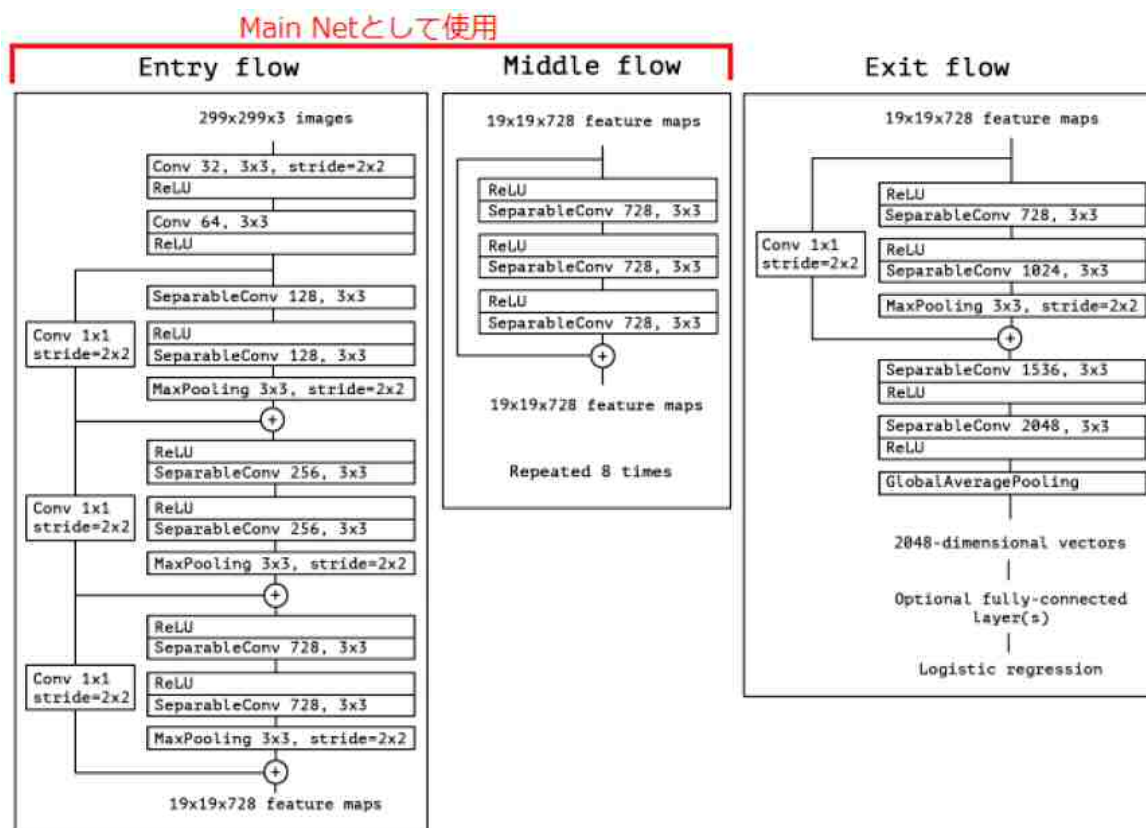 Main Netとして使用
Entry flow
299x299x3 images
Conv 32, 3x3, stride=2x2
ReLU
Conv 64, 3x3
ReLU
SeparableConv 128, 3x3
Conv 1x1
stride=2x2
ReLU
SeparableConv 128, 3x3
MaxPooling 3x3, stride=2x2
+
ReLU
SeparableConv 256, 3x3
Conv 1x1
stride=2x2
ReLU
SeparableConv 256, 3x3
MaxPooling 3x3, stride=2x2
+
ReLU
SeparableConv 728, 3x3
Conv 1x1
stride=2x2
ReLU
SeparableConv 728, 3x3
MaxPooling 3x3, stride=2x2
+
19x19x728 feature maps
Middle flow
19x19x728 feature maps
ReLU
SeparableConv 728, 3x3
ReLU
SeparableConv 728, 3x3
ReLU
SeparableConv 728, 3x3
+
19x19x728 feature maps
Repeated 8 times
Exit flow
19x19x728 feature maps
ReLU
SeparableConv 728, 3x3
Conv 1x1
stride=2x2
ReLU
SeparableConv 1024, 3x3
MaxPooling 3x3, stride=2x2
+
SeparableConv 1536, 3x3
ReLU
SeparableConv 2048, 3x3
ReLU
GlobalAveragePooling
2048-dimensional vectors
Optional fully-connected
layer(s)
Logistic regression